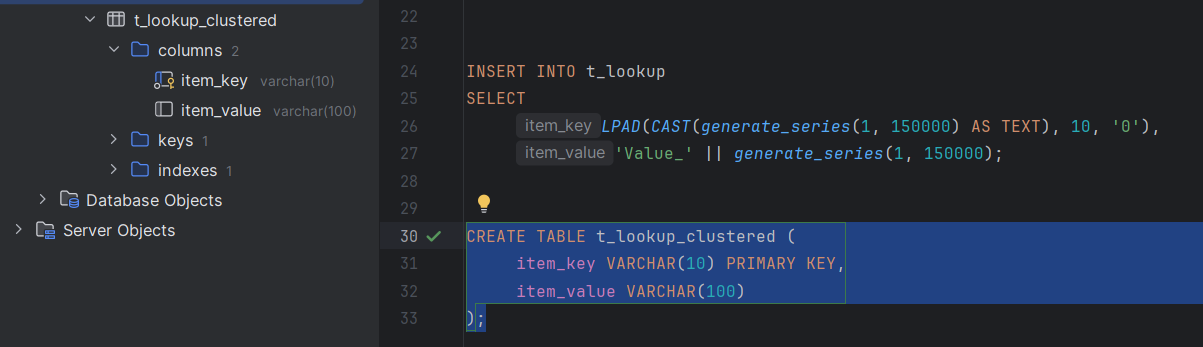 t_lookup_clustered
columns 2
item_key varchar(10)
item_value varchar(100)
keys 1
indexes 1
Database Objects
Server Objects
22
23
24 INSERT INTO t_lookup
25 SELECT
26 item_key LPAD(CAST(generate_series(1, 150000) AS TEXT), 10, '0'),
27 item_value 'Value_' || generate_series(1, 150000);
28
29
30 CREATE TABLE t_lookup_clustered (
31 item_key VARCHAR(10) PRIMARY KEY,
32 item_value VARCHAR(100)
33 );